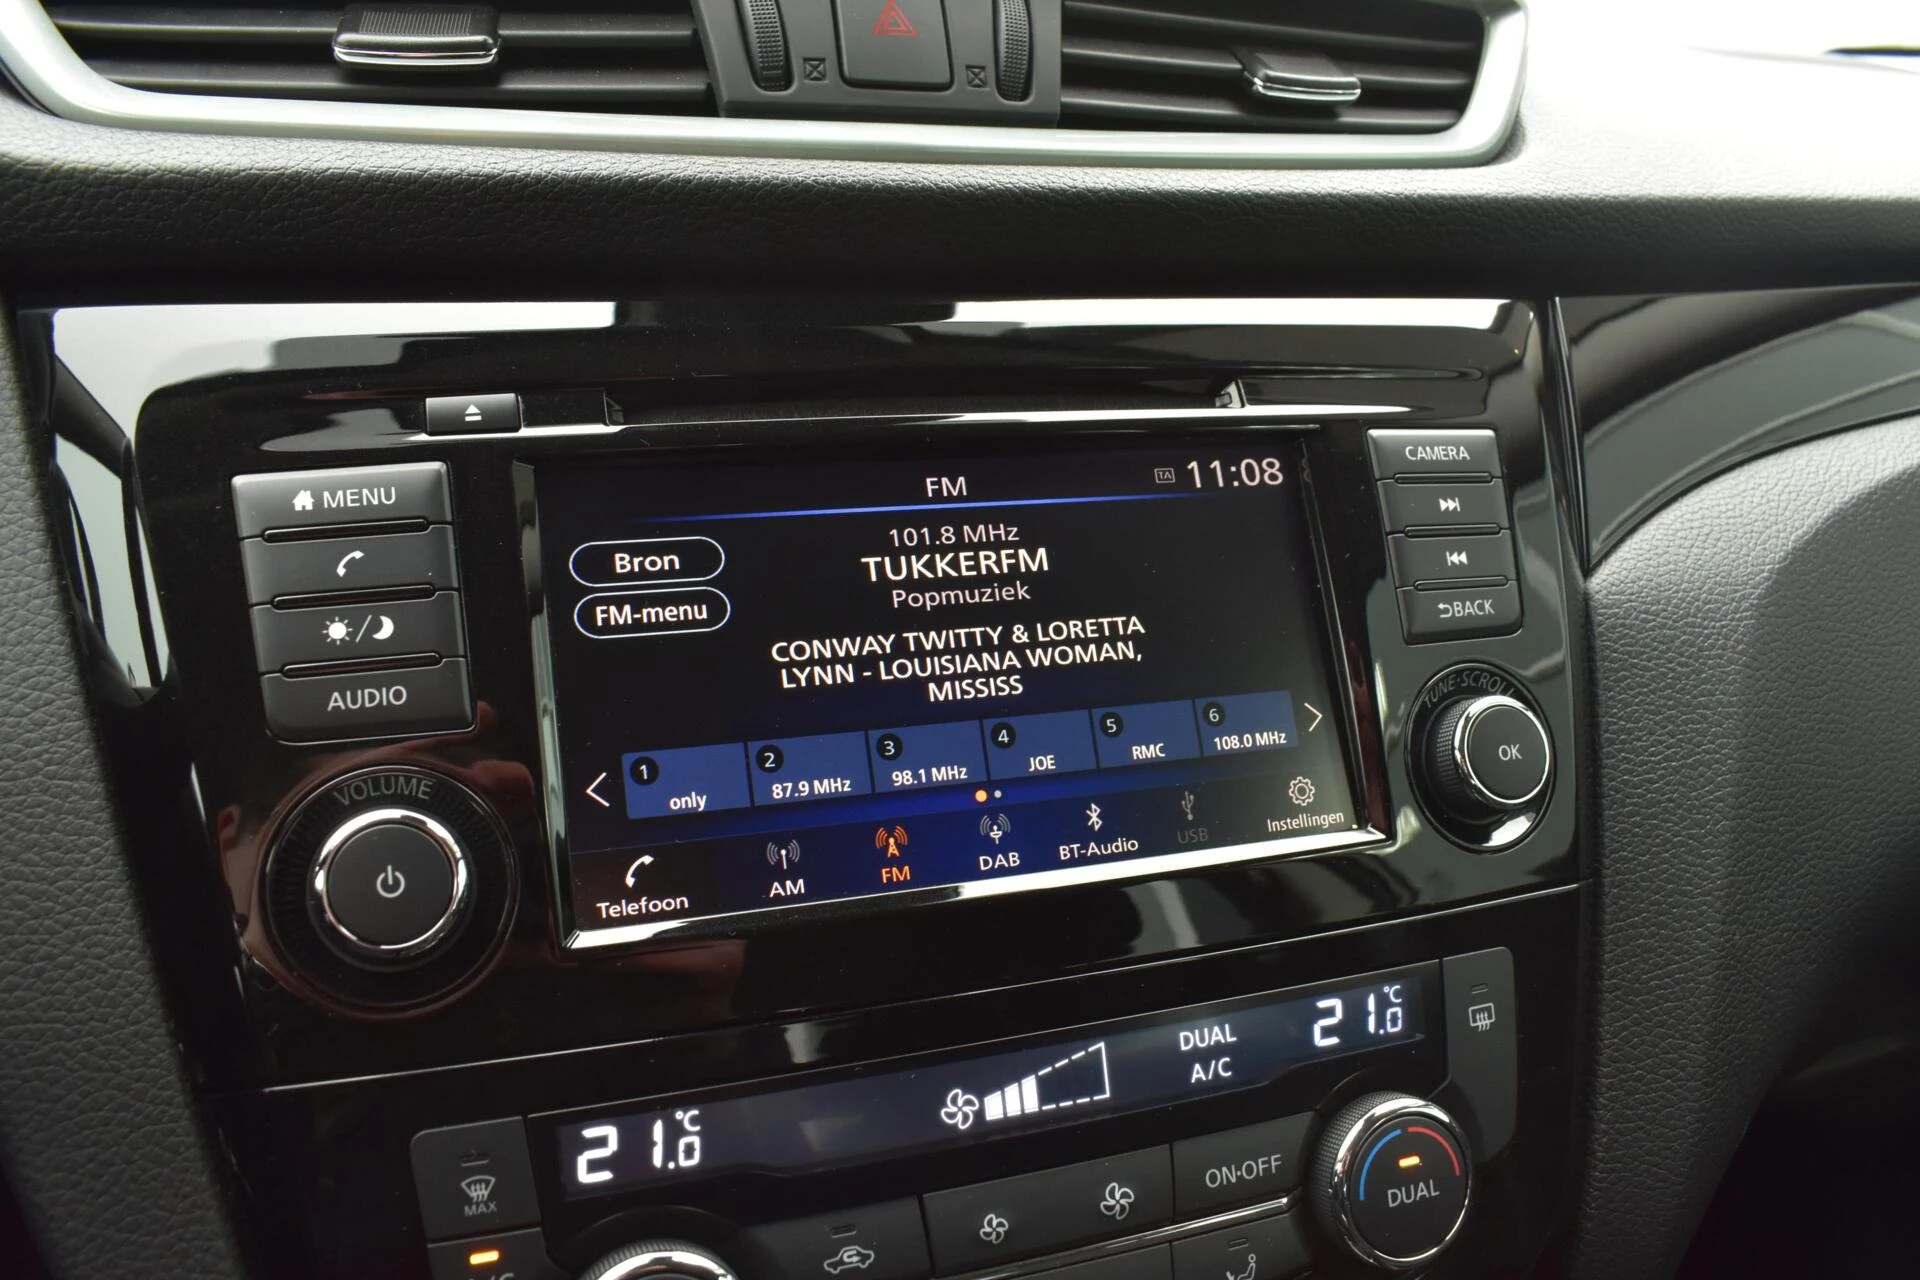 MENU
AUDIO
VOLUME
FM
TA
11:08
Bron
FM-menu
101.8 MHz
TUKKERFM
Popmuziek
CONWAY TWITTY & LORETTA
LYNN - LOUISIANA WOMAN,
MISSISS
1 only
2 87.9 MHz
3 98.1 MHz
4 JOE
5 RMC
6 108.0 MHz
Telefoon
AM
FM
DAB
BT-Audio
USB
Instellingen
CAMERA
BACK
TUNE·SCROLL
OK
21.0 °C
DUAL
A/C
21.0 °C
MAX
ON·OFF
DUAL
A/C